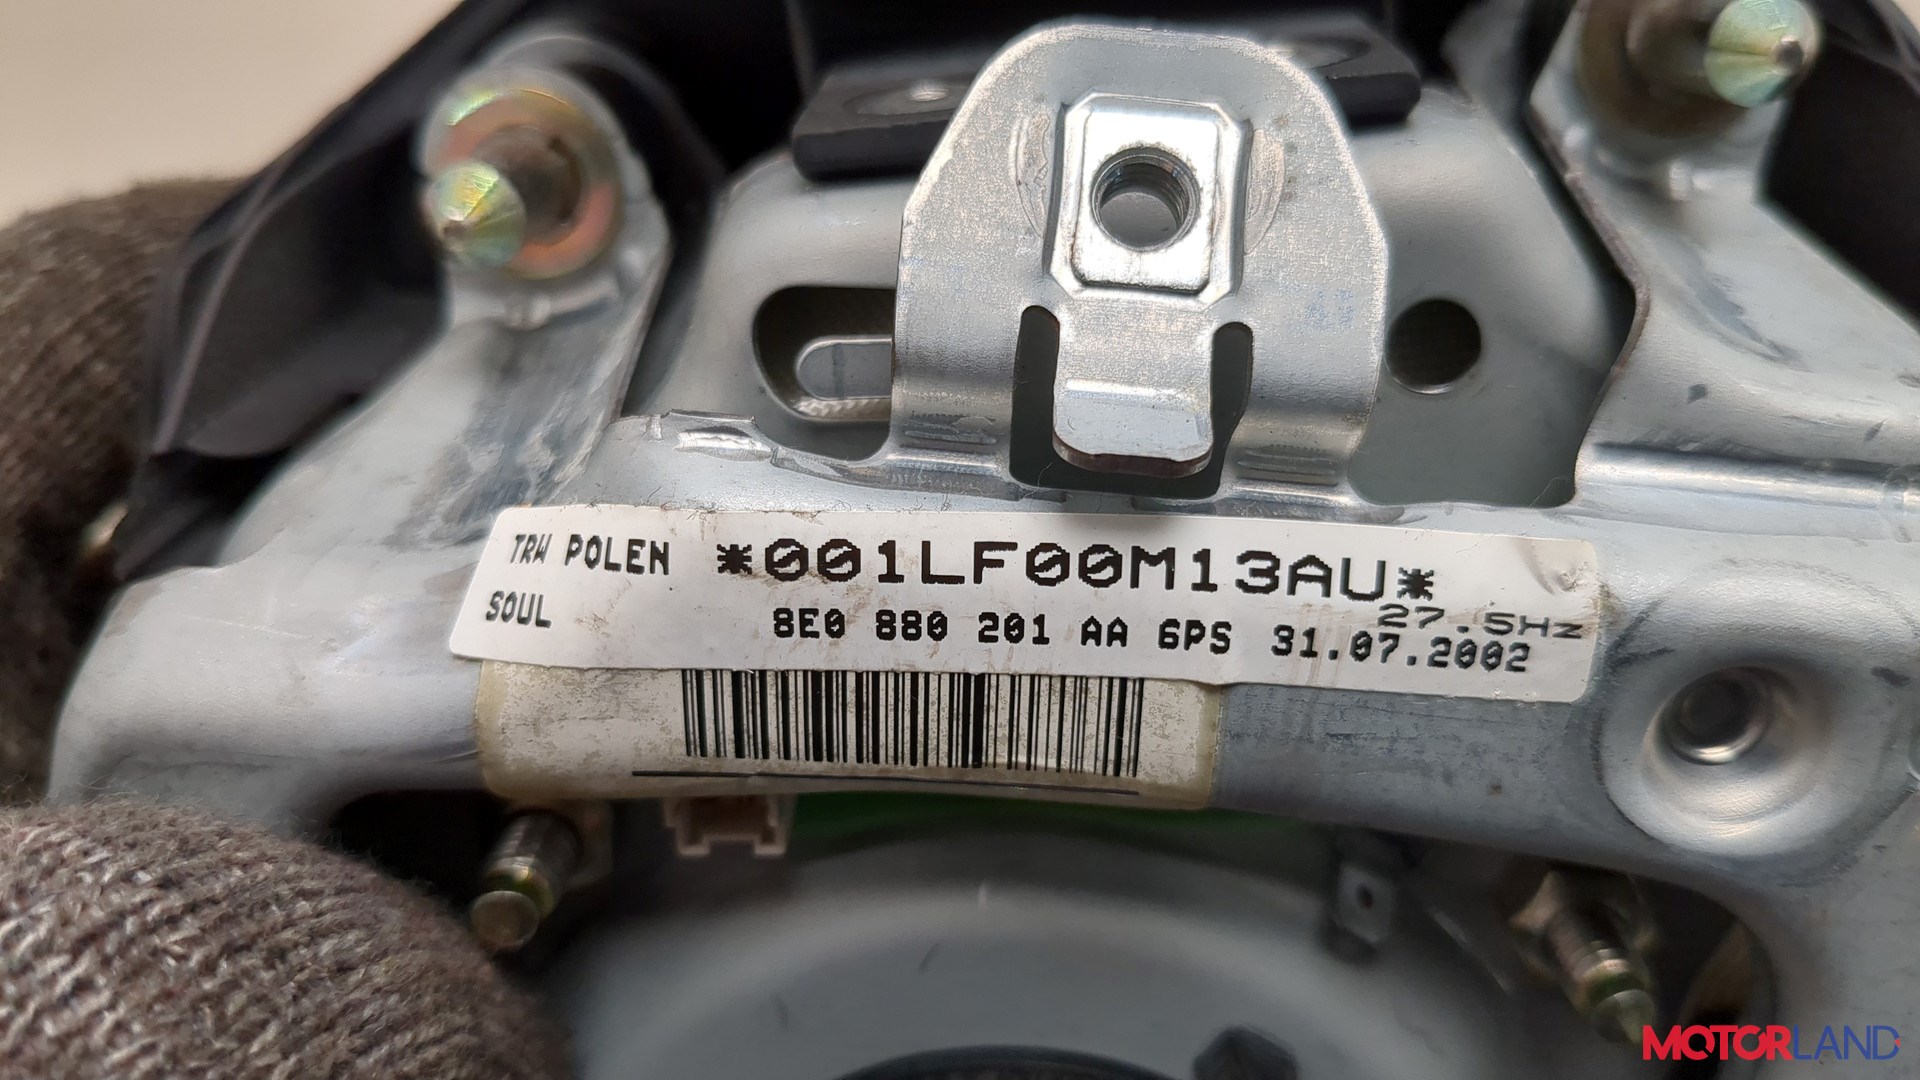 TRW POLEN *001LF00M13AU*
27.5Hz
SOUL 8E0 880 201 AA 6PS 31.07.2002
MOTORLAND